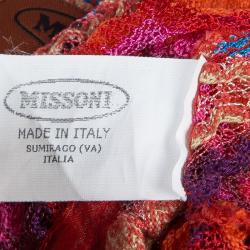 MISSONI
MADE IN ITALY
SUMIRAGO (VA)
ITALIA